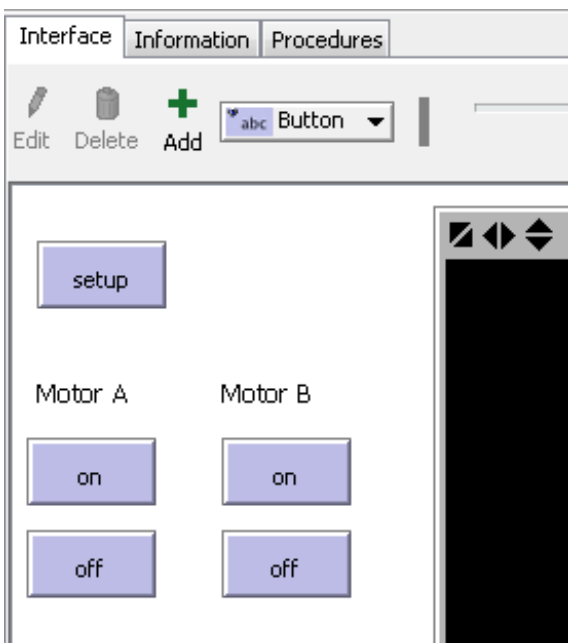 Interface Information Procedures
Edit Delete Add abc Button
setup
Motor A Motor B
on on
off off